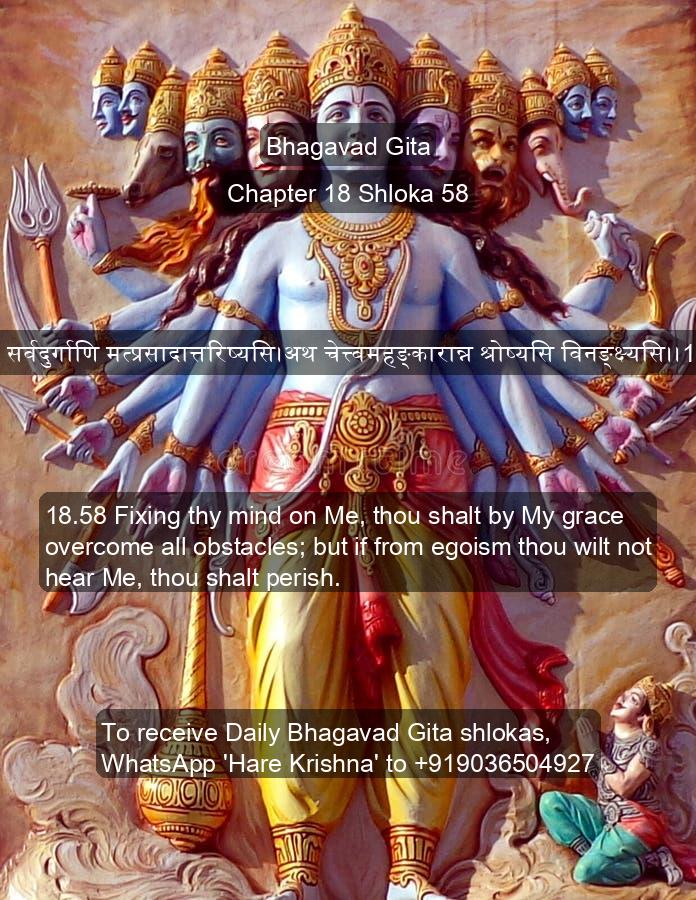 Bhagavad Gita
Chapter 18 Shloka 58
सर्वदुर्गाणि मत्प्रसादात्तरिष्यसि।अथ चेत्त्वमहङ्कारान्न श्रोष्यसि विनङ्क्ष्यसि।।1
18.58 Fixing thy mind on Me, thou shalt by My grace
overcome all obstacles; but if from egoism thou wilt not
hear Me, thou shalt perish.
To receive Daily Bhagavad Gita shlokas,
WhatsApp 'Hare Krishna' to +919036504927